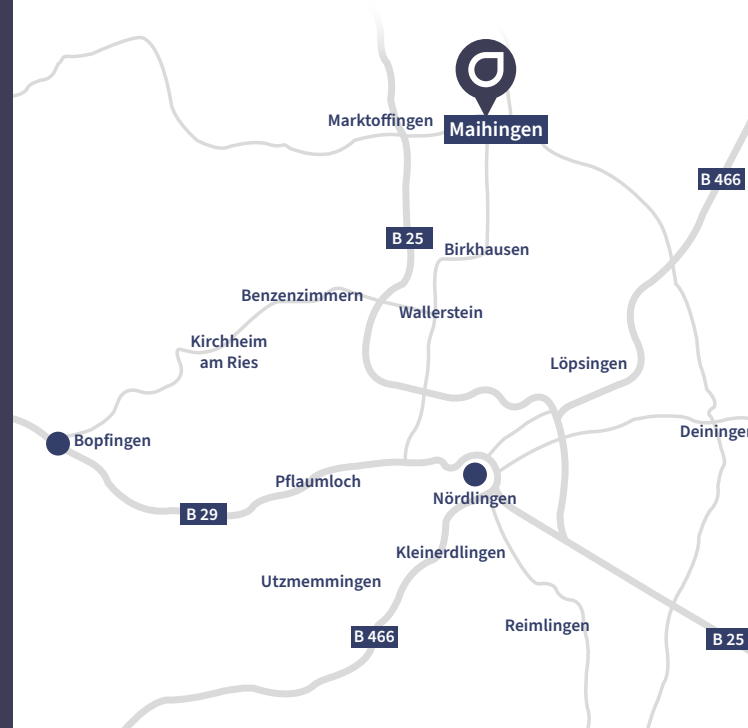 Marktoffingen
Maihingen
B 466
B 25
Birkhausen
Benzenzimmern
Wallerstein
Kirchheim
am Ries
Löpsingen
Deininge
Bopfingen
Pflaumloch
Nördlingen
B 29
Kleinerdlingen
Utzmemmingen
Reimlingen
B 466
B 25